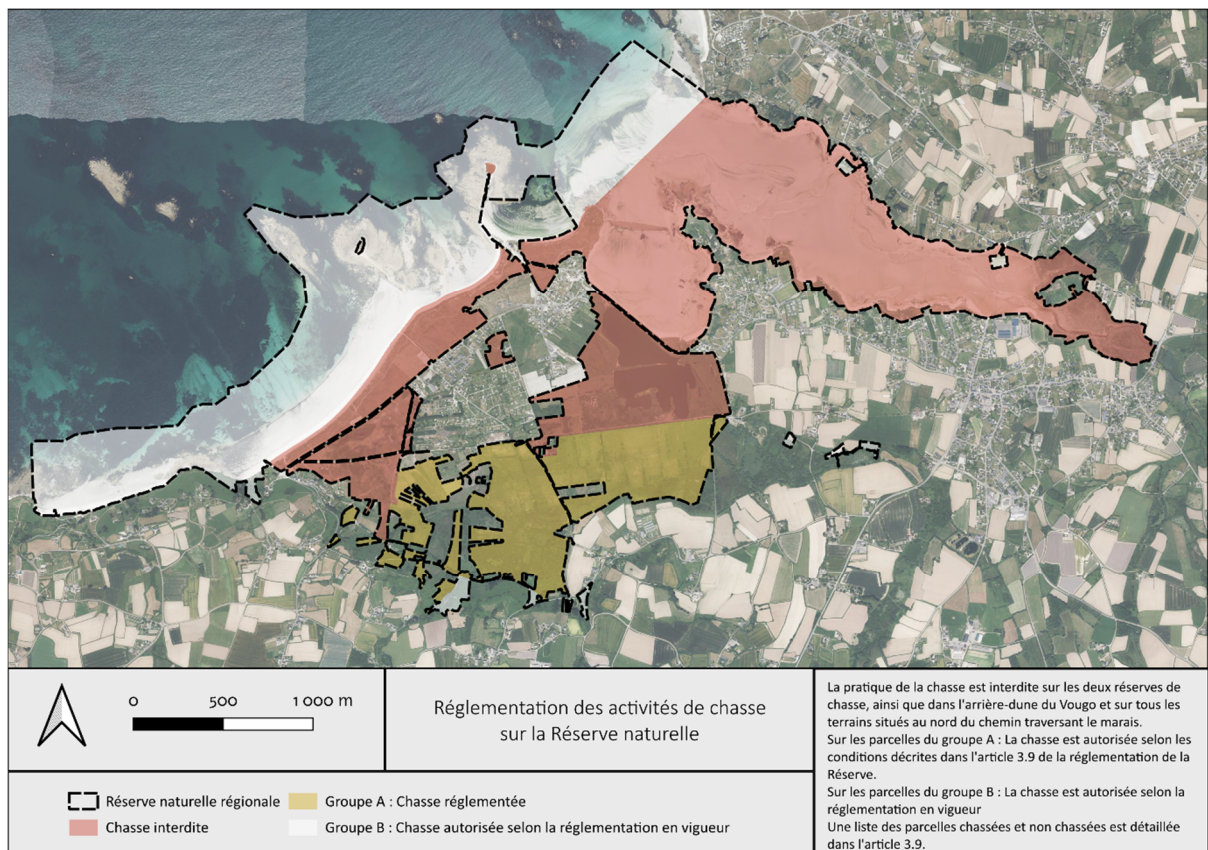 0 500 1 000 m
Réglementation des activités de chasse
sur la Réserve naturelle
Réserve naturelle régionale
Groupe A : Chasse réglementée
Chasse interdite
Groupe B : Chasse autorisée selon la réglementation en vigueur
La pratique de la chasse est interdite sur les deux réserves de
chasse, ainsi que dans l'arrière-dune du Vougo et sur tous les
terrains situés au nord du chemin traversant le marais.
Sur les parcelles du groupe A : La chasse est autorisée selon les
conditions décrites dans l'article 3.9 de la réglementation de la
Réserve.
Sur les parcelles du groupe B : La chasse est autorisée selon la
réglementation en vigueur
Une liste des parcelles chassées et non chassées est détaillée
dans l'article 3.9.